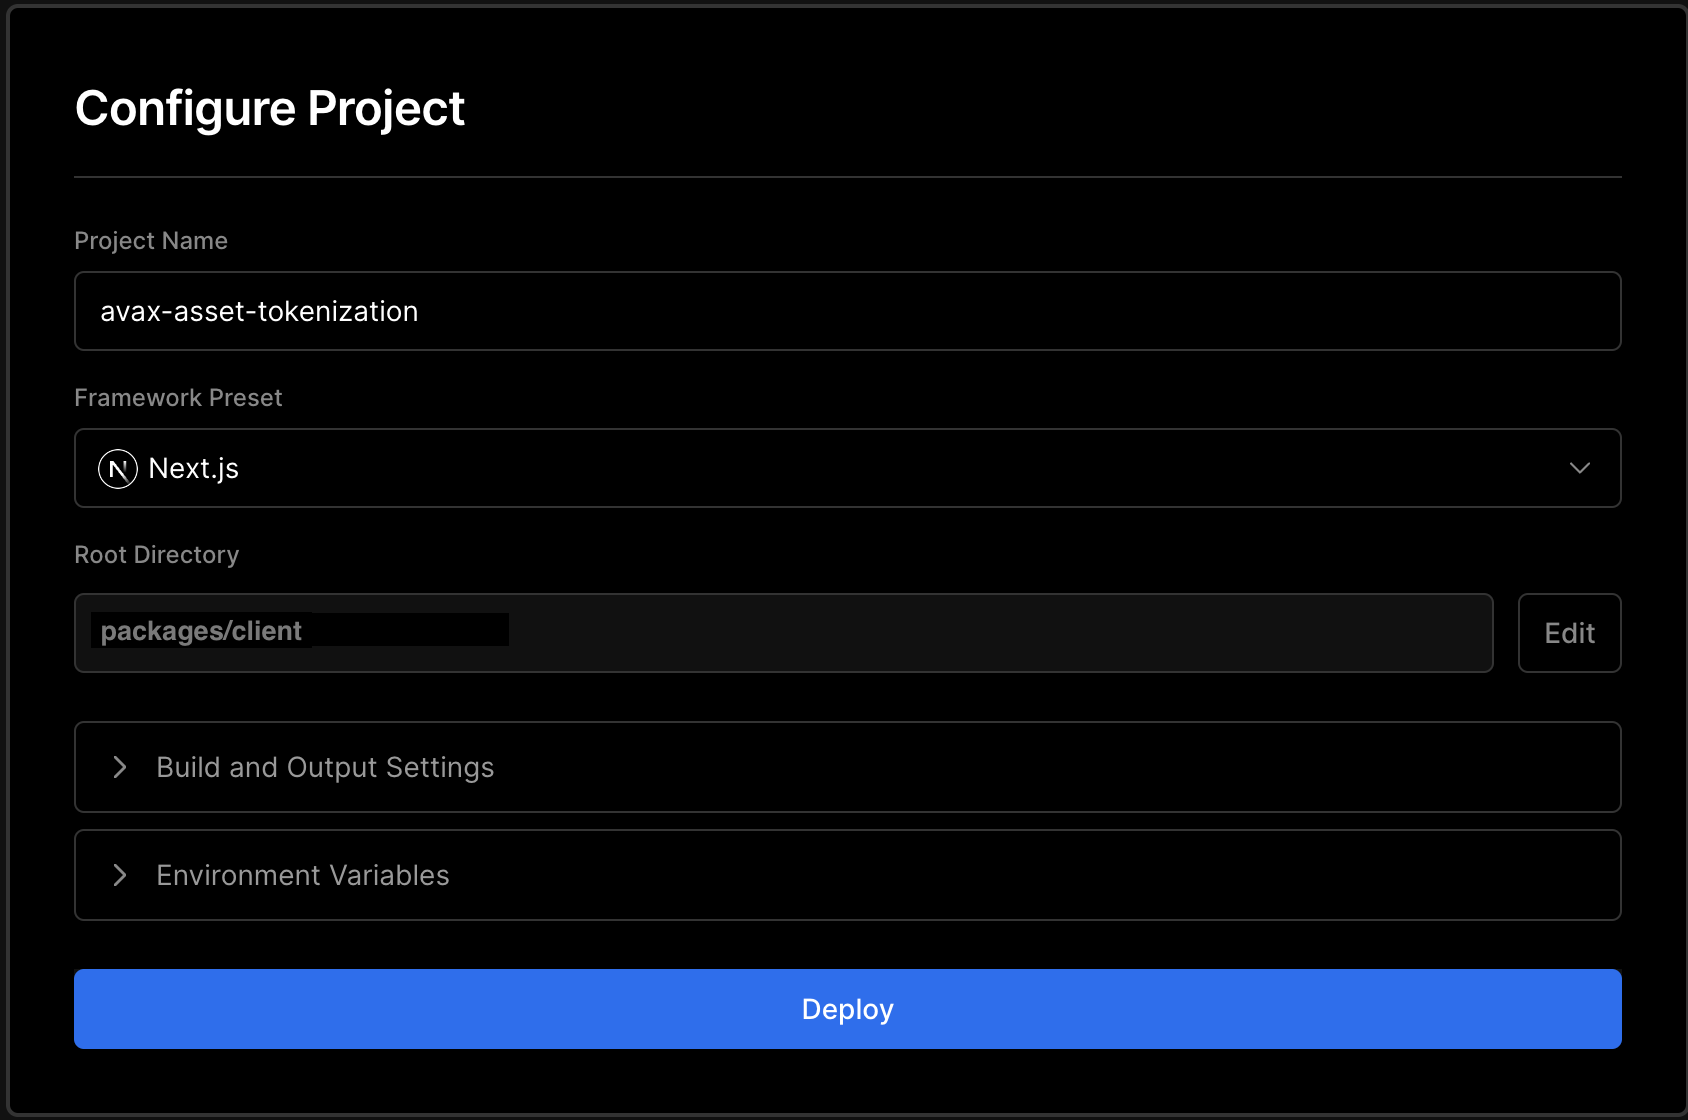 Configure Project
Project Name
avax-asset-tokenization
Framework Preset
N Next.js
Root Directory
packages/client
Edit
Build and Output Settings
Environment Variables
Deploy